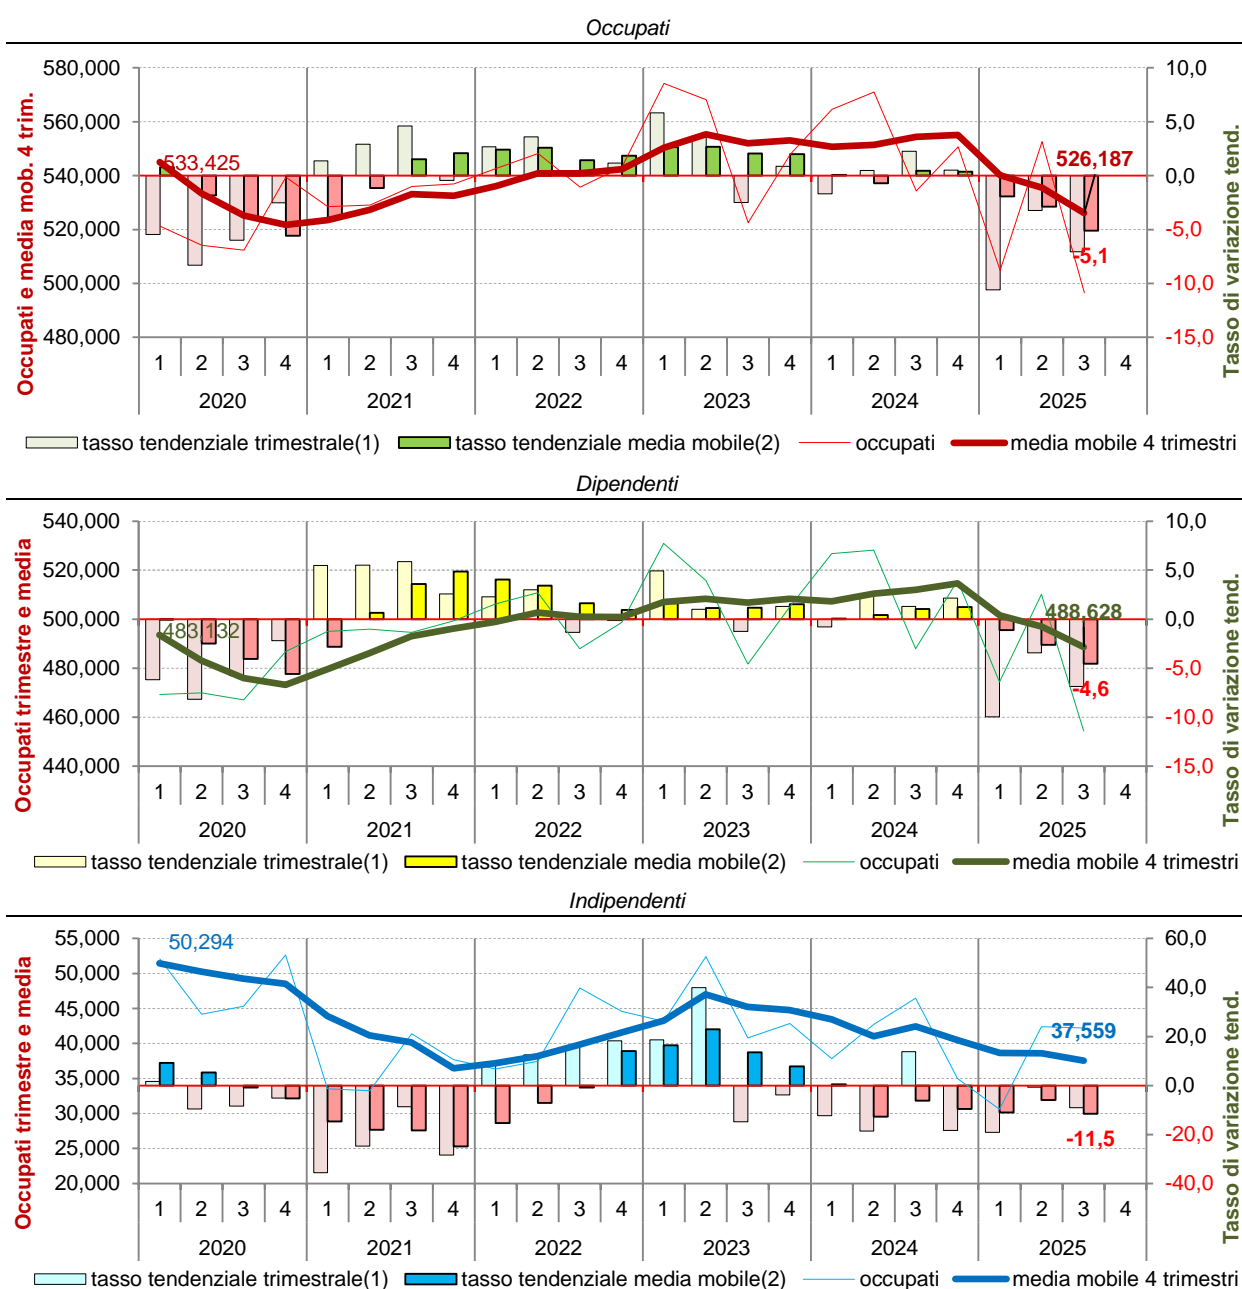 Occupati
Occupati e media mob. 4 trim.
580,000
560,000
540,000
520,000
500,000
480,000
10,0
5,0
0,0
-5,0
-10,0
-15,0
Tasso di variazione tend.
533,425
526,187
-5,1
1 2 3 4 1 2 3 4 1 2 3 4 1 2 3 4 1 2 3 4 1 2 3 4
2020 2021 2022 2023 2024 2025
tasso tendenziale trimestrale(1) tasso tendenziale media mobile(2) occupati media mobile 4 trimestri
Dipendenti
Occupati trimestre e media
540,000
520,000
500,000
480,000
460,000
440,000
10,0
5,0
0,0
-5,0
-10,0
-15,0
Tasso di variazione tend.
483,132
488,628
-4,6
1 2 3 4 1 2 3 4 1 2 3 4 1 2 3 4 1 2 3 4 1 2 3 4
2020 2021 2022 2023 2024 2025
tasso tendenziale trimestrale(1) tasso tendenziale media mobile(2) occupati media mobile 4 trimestri
Indipendenti
Occupati trimestre e media
55,000
50,000
45,000
40,000
35,000
30,000
25,000
20,000
60,0
40,0
20,0
0,0
-20,0
-40,0
Tasso di variazione tend.
50,294
37,559
-11,5
1 2 3 4 1 2 3 4 1 2 3 4 1 2 3 4 1 2 3 4 1 2 3 4
2020 2021 2022 2023 2024 2025
tasso tendenziale trimestrale(1) tasso tendenziale media mobile(2) occupati media mobile 4 trimestri